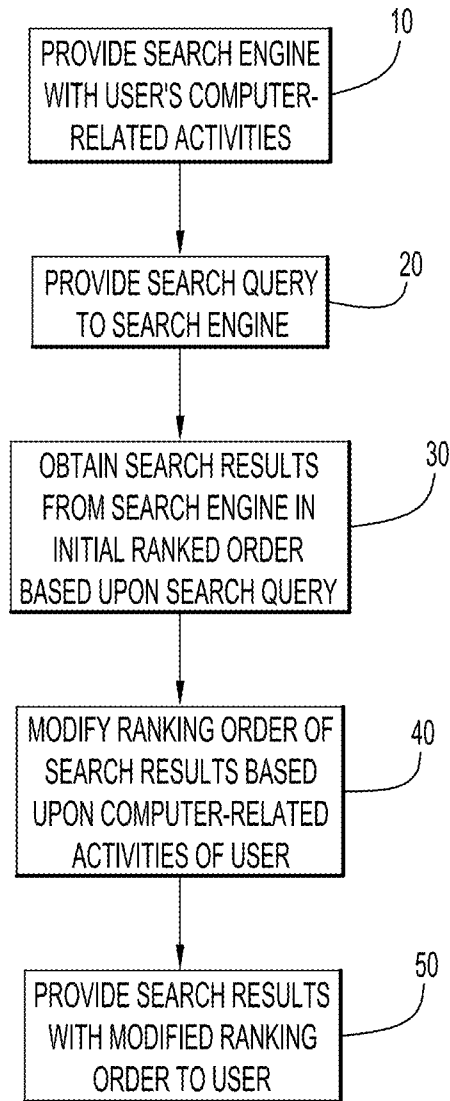 10
PROVIDE SEARCH ENGINE
WITH USER'S COMPUTER-
RELATED ACTIVITIES
20
PROVIDE SEARCH QUERY
TO SEARCH ENGINE
30
OBTAIN SEARCH RESULTS
FROM SEARCH ENGINE IN
INITIAL RANKED ORDER
BASED UPON SEARCH QUERY
40
MODIFY RANKING ORDER OF
SEARCH RESULTS BASED
UPON COMPUTER-RELATED
ACTIVITIES OF USER
50
PROVIDE SEARCH RESULTS
WITH MODIFIED RANKING
ORDER TO USER